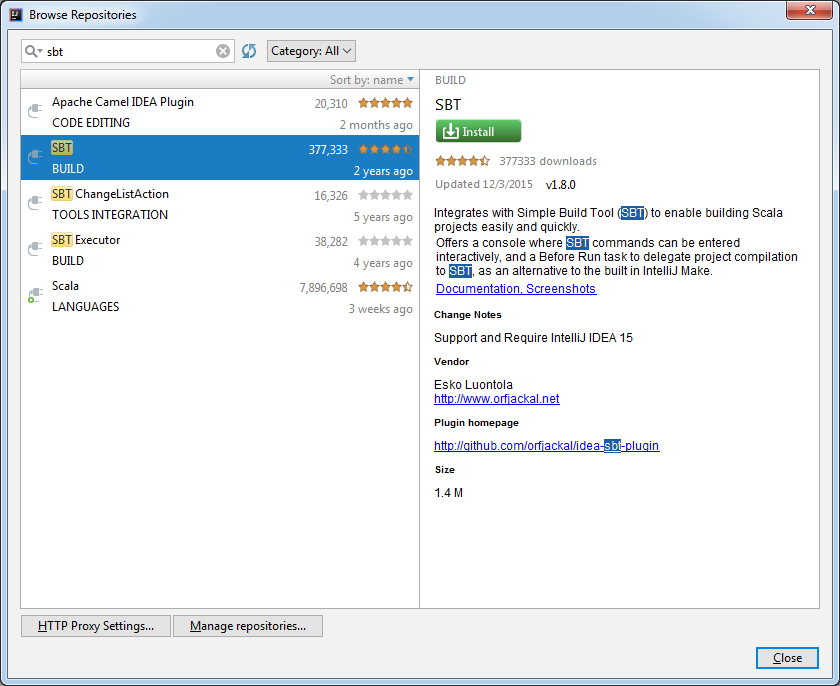 Browse Repositories
sbt
Category: All
Sort by: name
Apache Camel IDEA Plugin 20,310
CODE EDITING 2 months ago
SBT 377,333
BUILD 2 years ago
SBT ChangeListAction 16,326
TOOLS INTEGRATION 5 years ago
SBT Executor 38,282
BUILD 4 years ago
Scala 7,896,698
LANGUAGES 3 weeks ago
BUILD
SBT
Install
377333 downloads
Updated 12/3/2015 v1.8.0
Integrates with Simple Build Tool (SBT) to enable building Scala
projects easily and quickly.
Offers a console where SBT commands can be entered
interactively, and a Before Run task to delegate project compilation
to SBT, as an alternative to the built in IntelliJ Make.
Documentation, Screenshots
Change Notes
Support and Require IntelliJ IDEA 15
Vendor
Esko Luontola
http://www.orfjackal.net
Plugin homepage
http://github.com/orfjackal/idea-sbt-plugin
Size
1.4 M
HTTP Proxy Settings... Manage repositories...
Close